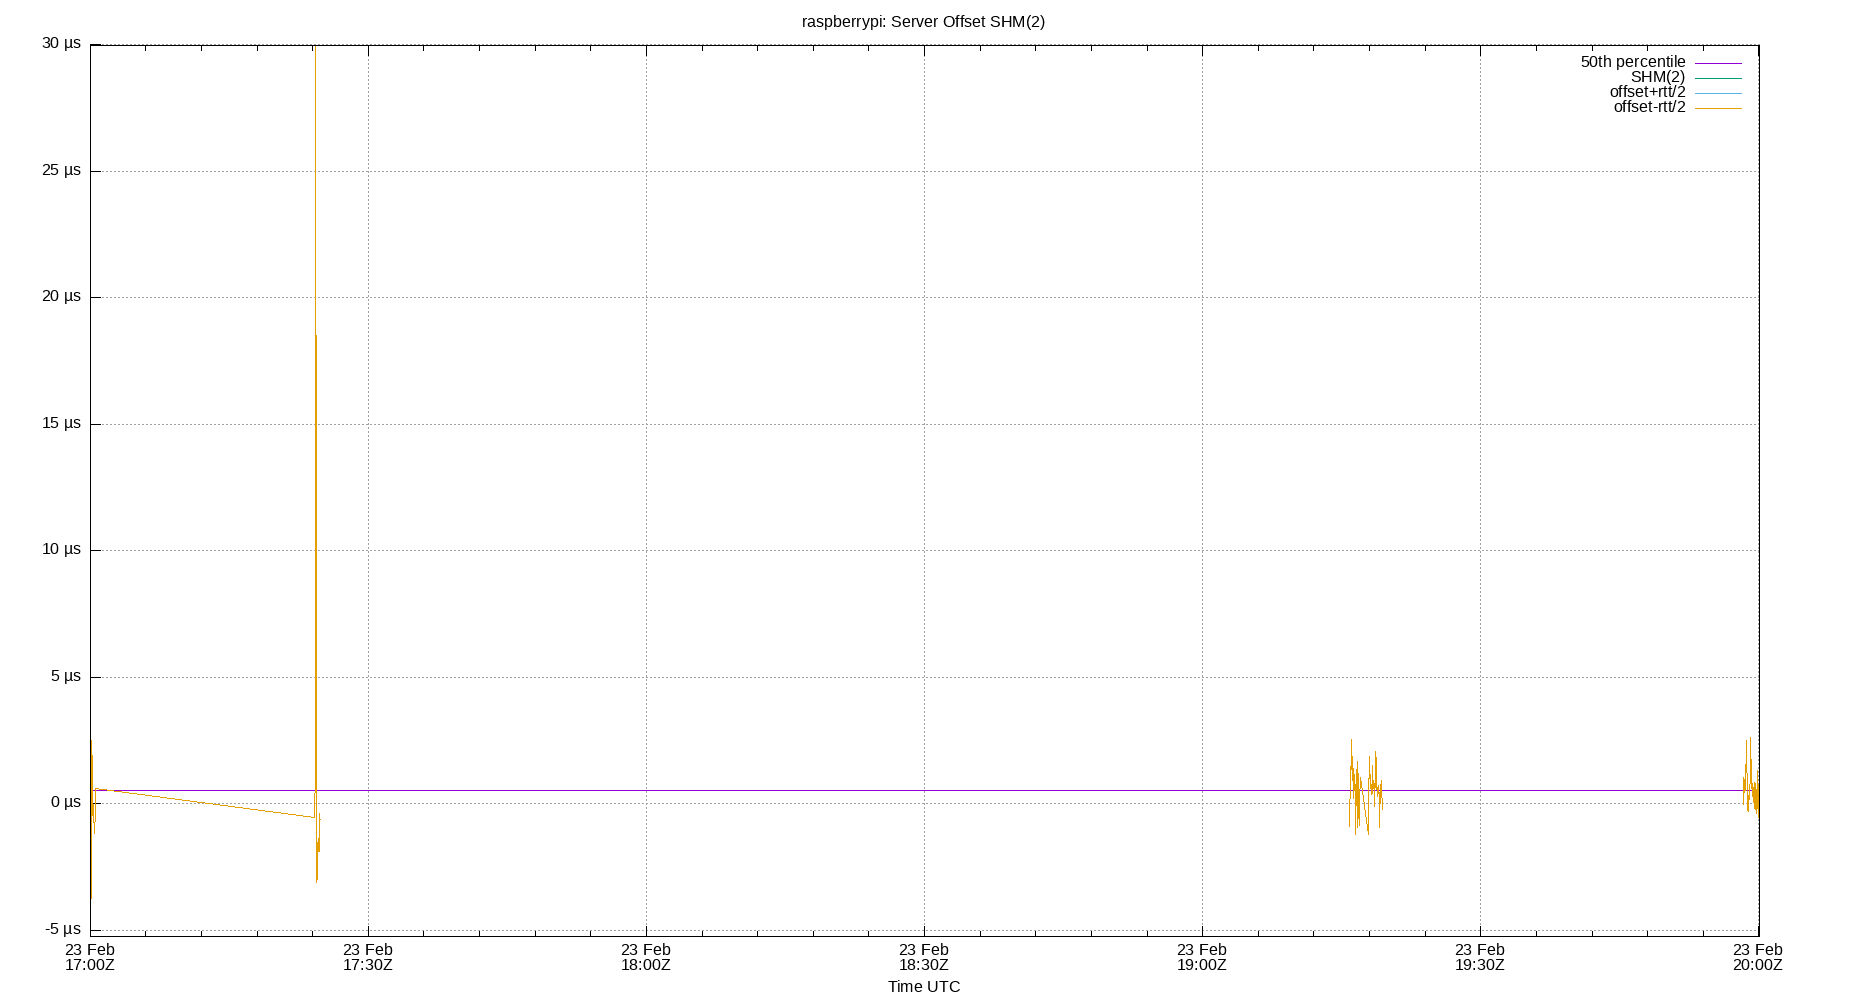 raspberrypi: Server Offset SHM(2)
30 µs
25 µs
20 µs
15 µs
10 µs
5 µs
0 µs
-5 µs
50th percentile
SHM(2)
offset+rtt/2
offset-rtt/2
23 Feb 23 Feb 23 Feb 23 Feb 23 Feb 23 Feb 23 Feb
17:00Z 17:30Z 18:00Z 18:30Z 19:00Z 19:30Z 20:00Z
Time UTC